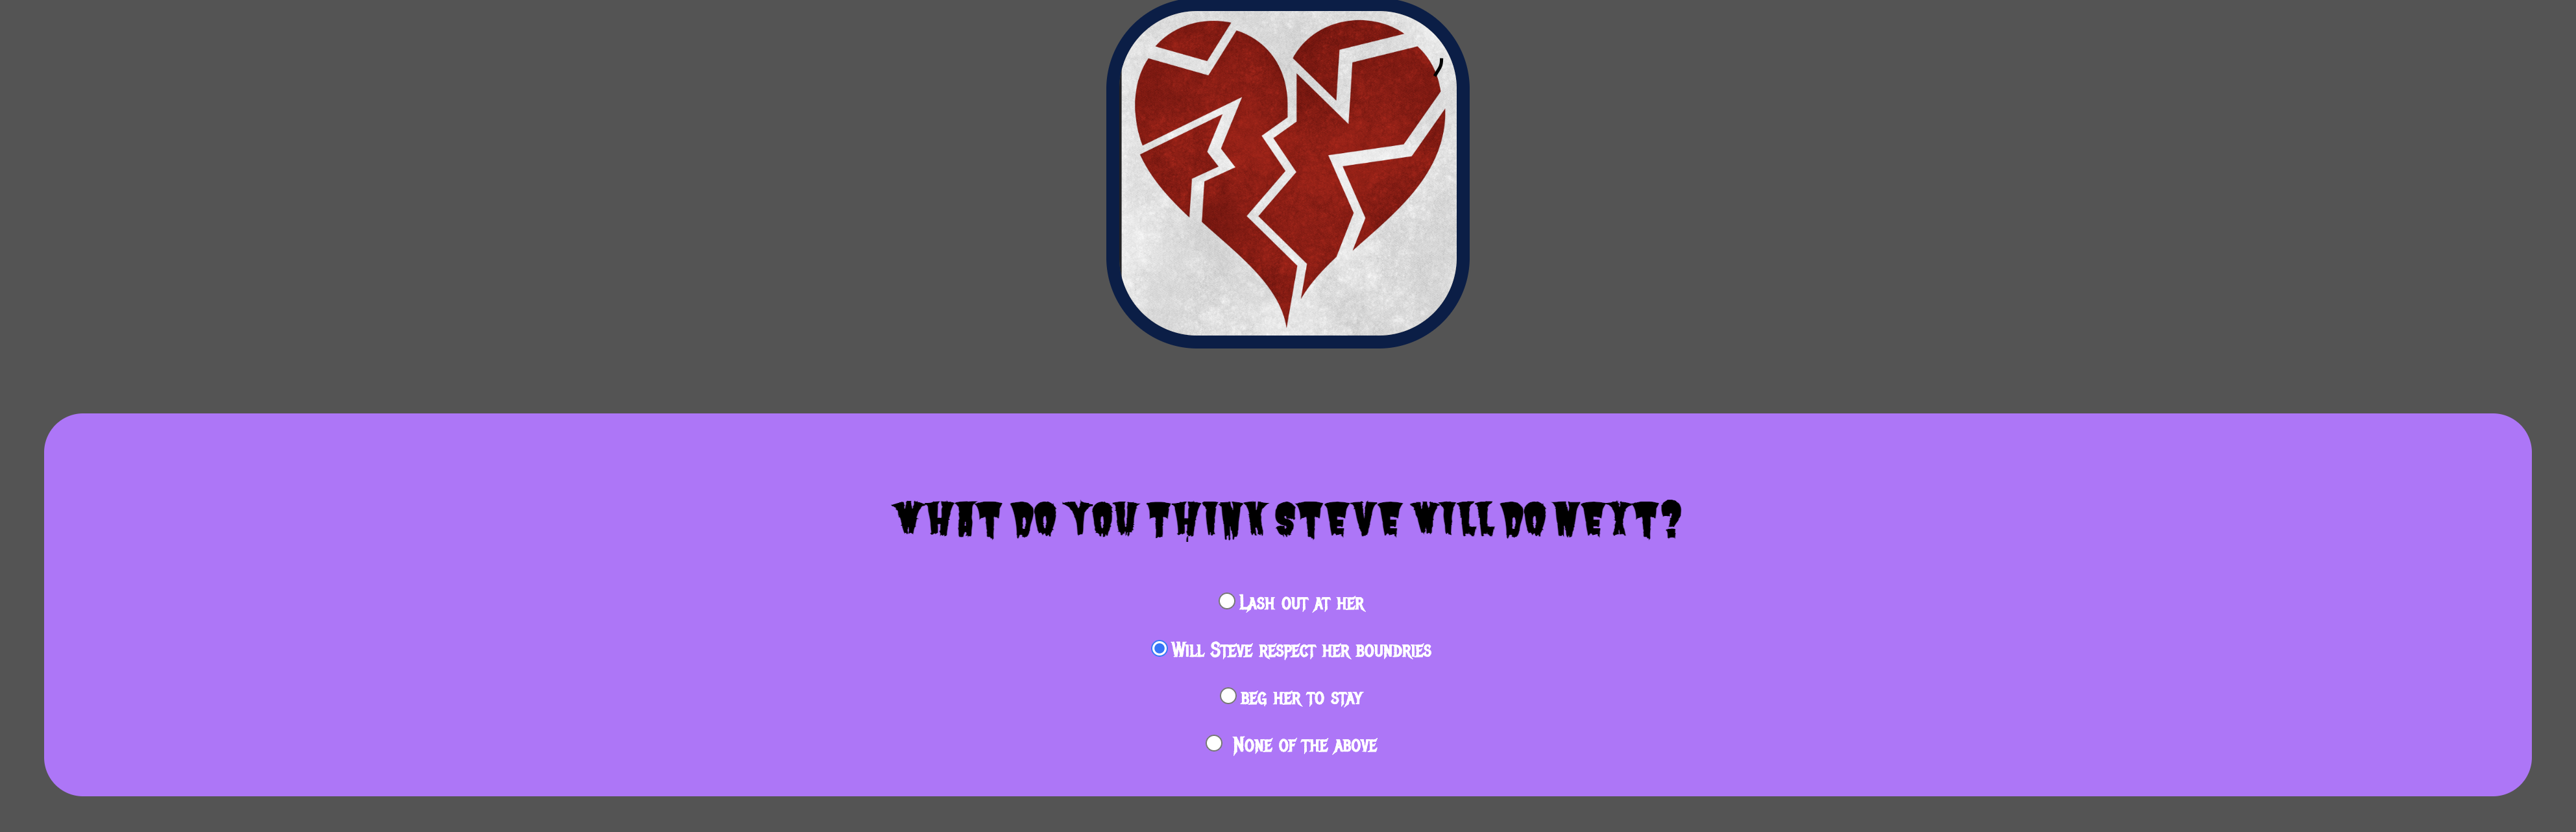 WHAT DO YOU THINK STEVE WILL DO NEXT?
Lash out at her
Will Steve respect her boundries
beg her to stay
None of the above